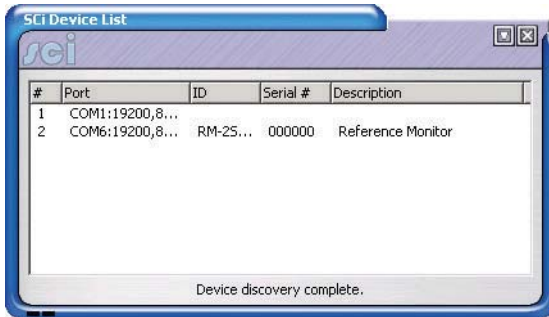 SCi Device List
sci
# Port ID Serial # Description
1 COM1:19200,8...
2 COM6:19200,8... RM-2S... 000000 Reference Monitor
Device discovery complete.